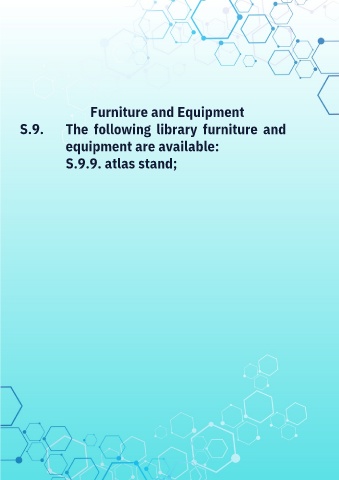 Furniture and Equipment
S.9. The following library furniture and
equipment are available:
S.9.9. atlas stand;